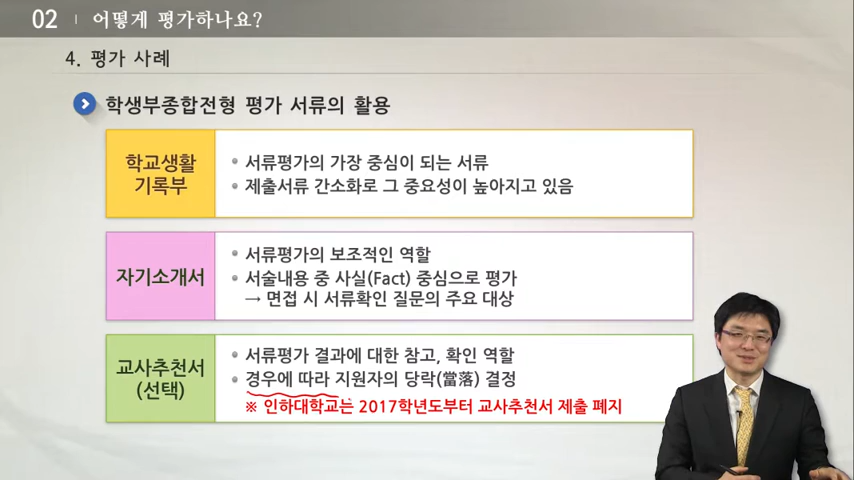 02 | 어떻게 평가하나요?
4. 평가 사례
학생부종합전형 평가 서류의 활용
학교생활
기록부
• 서류평가의 가장 중심이 되는 서류
• 제출서류 간소화로 그 중요성이 높아지고 있음
자기소개서
• 서류평가의 보조적인 역할
• 서술내용 중 사실(Fact) 중심으로 평가
→ 면접 시 서류확인 질문의 주요 대상
교사추천서
(선택)
• 서류평가 결과에 대한 참고, 확인 역할
• 경우에 따라 지원자의 당락(當落) 결정
※ 인하대학교는 2017학년도부터 교사추천서 제출 폐지